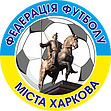 ФЕДЕРАЦІЯ ФУТБОЛУ
МІСТА ХАРКОВА